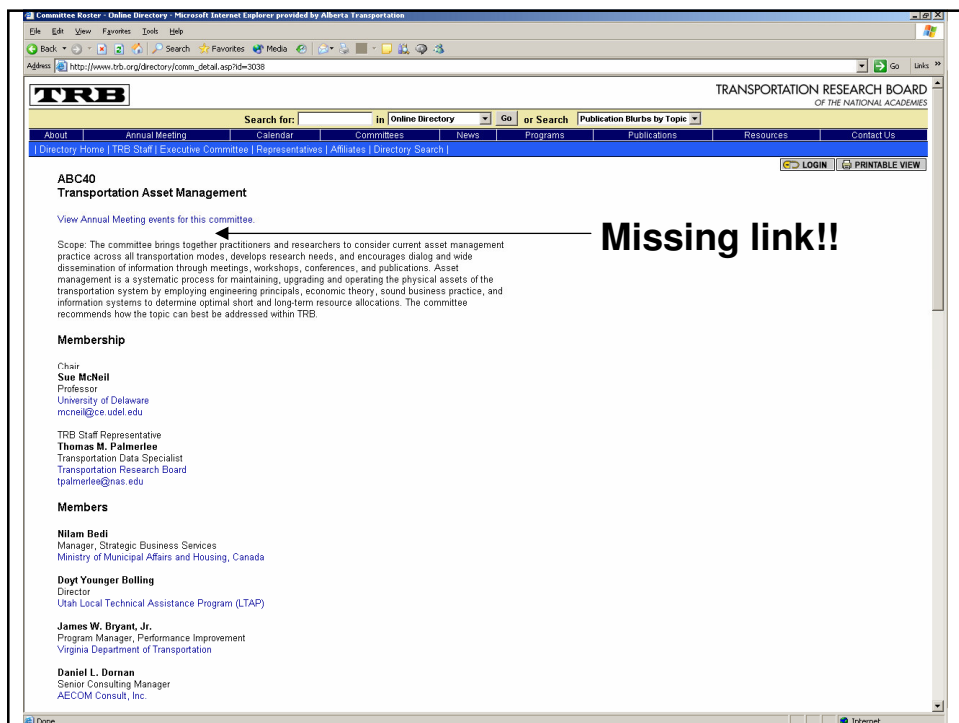 Committee Roster - Online Directory - Microsoft Internet Explorer provided by Alberta Transportation
File Edit View Favorites Tools Help
Back Search Favorites Media
Address http://www.trb.org/directory/comm_detail.asp?id=3038 Go Links »
TRB
TRANSPORTATION RESEARCH BOARD
OF THE NATIONAL ACADEMIES
Search for: in Online Directory Go or Search Publication Blurbs by Topic
About Annual Meeting Calendar Committees News Programs Publications Resources Contact Us
| Directory Home | TRB Staff | Executive Committee | Representatives | Affiliates | Directory Search |
LOGIN PRINTABLE VIEW
ABC40
Transportation Asset Management
View Annual Meeting events for this committee.
Missing link!!
Scope: The committee brings together practitioners and researchers to consider current asset management
practice across all transportation modes, develops research needs, and encourages dialog and wide
dissemination of information through meetings, workshops, conferences, and publications. Asset
management is a systematic process for maintaining, upgrading and operating the physical assets of the
transportation system by employing engineering principals, economic theory, sound business practice, and
information systems to determine optimal short and long-term resource allocations. The committee
recommends how the topic can best be addressed within TRB.
Membership
Chair
Sue McNeil
Professor
University of Delaware
mcneil@ce.udel.edu
TRB Staff Representative
Thomas M. Palmerlee
Transportation Data Specialist
Transportation Research Board
tpalmerlee@nas.edu
Members
Nilam Bedi
Manager, Strategic Business Services
Ministry of Municipal Affairs and Housing, Canada
Doyt Younger Bolling
Director
Utah Local Technical Assistance Program (LTAP)
James W. Bryant, Jr.
Program Manager, Performance Improvement
Virginia Department of Transportation
Daniel L. Dornan
Senior Consulting Manager
AECOM Consult, Inc.
Done Internet